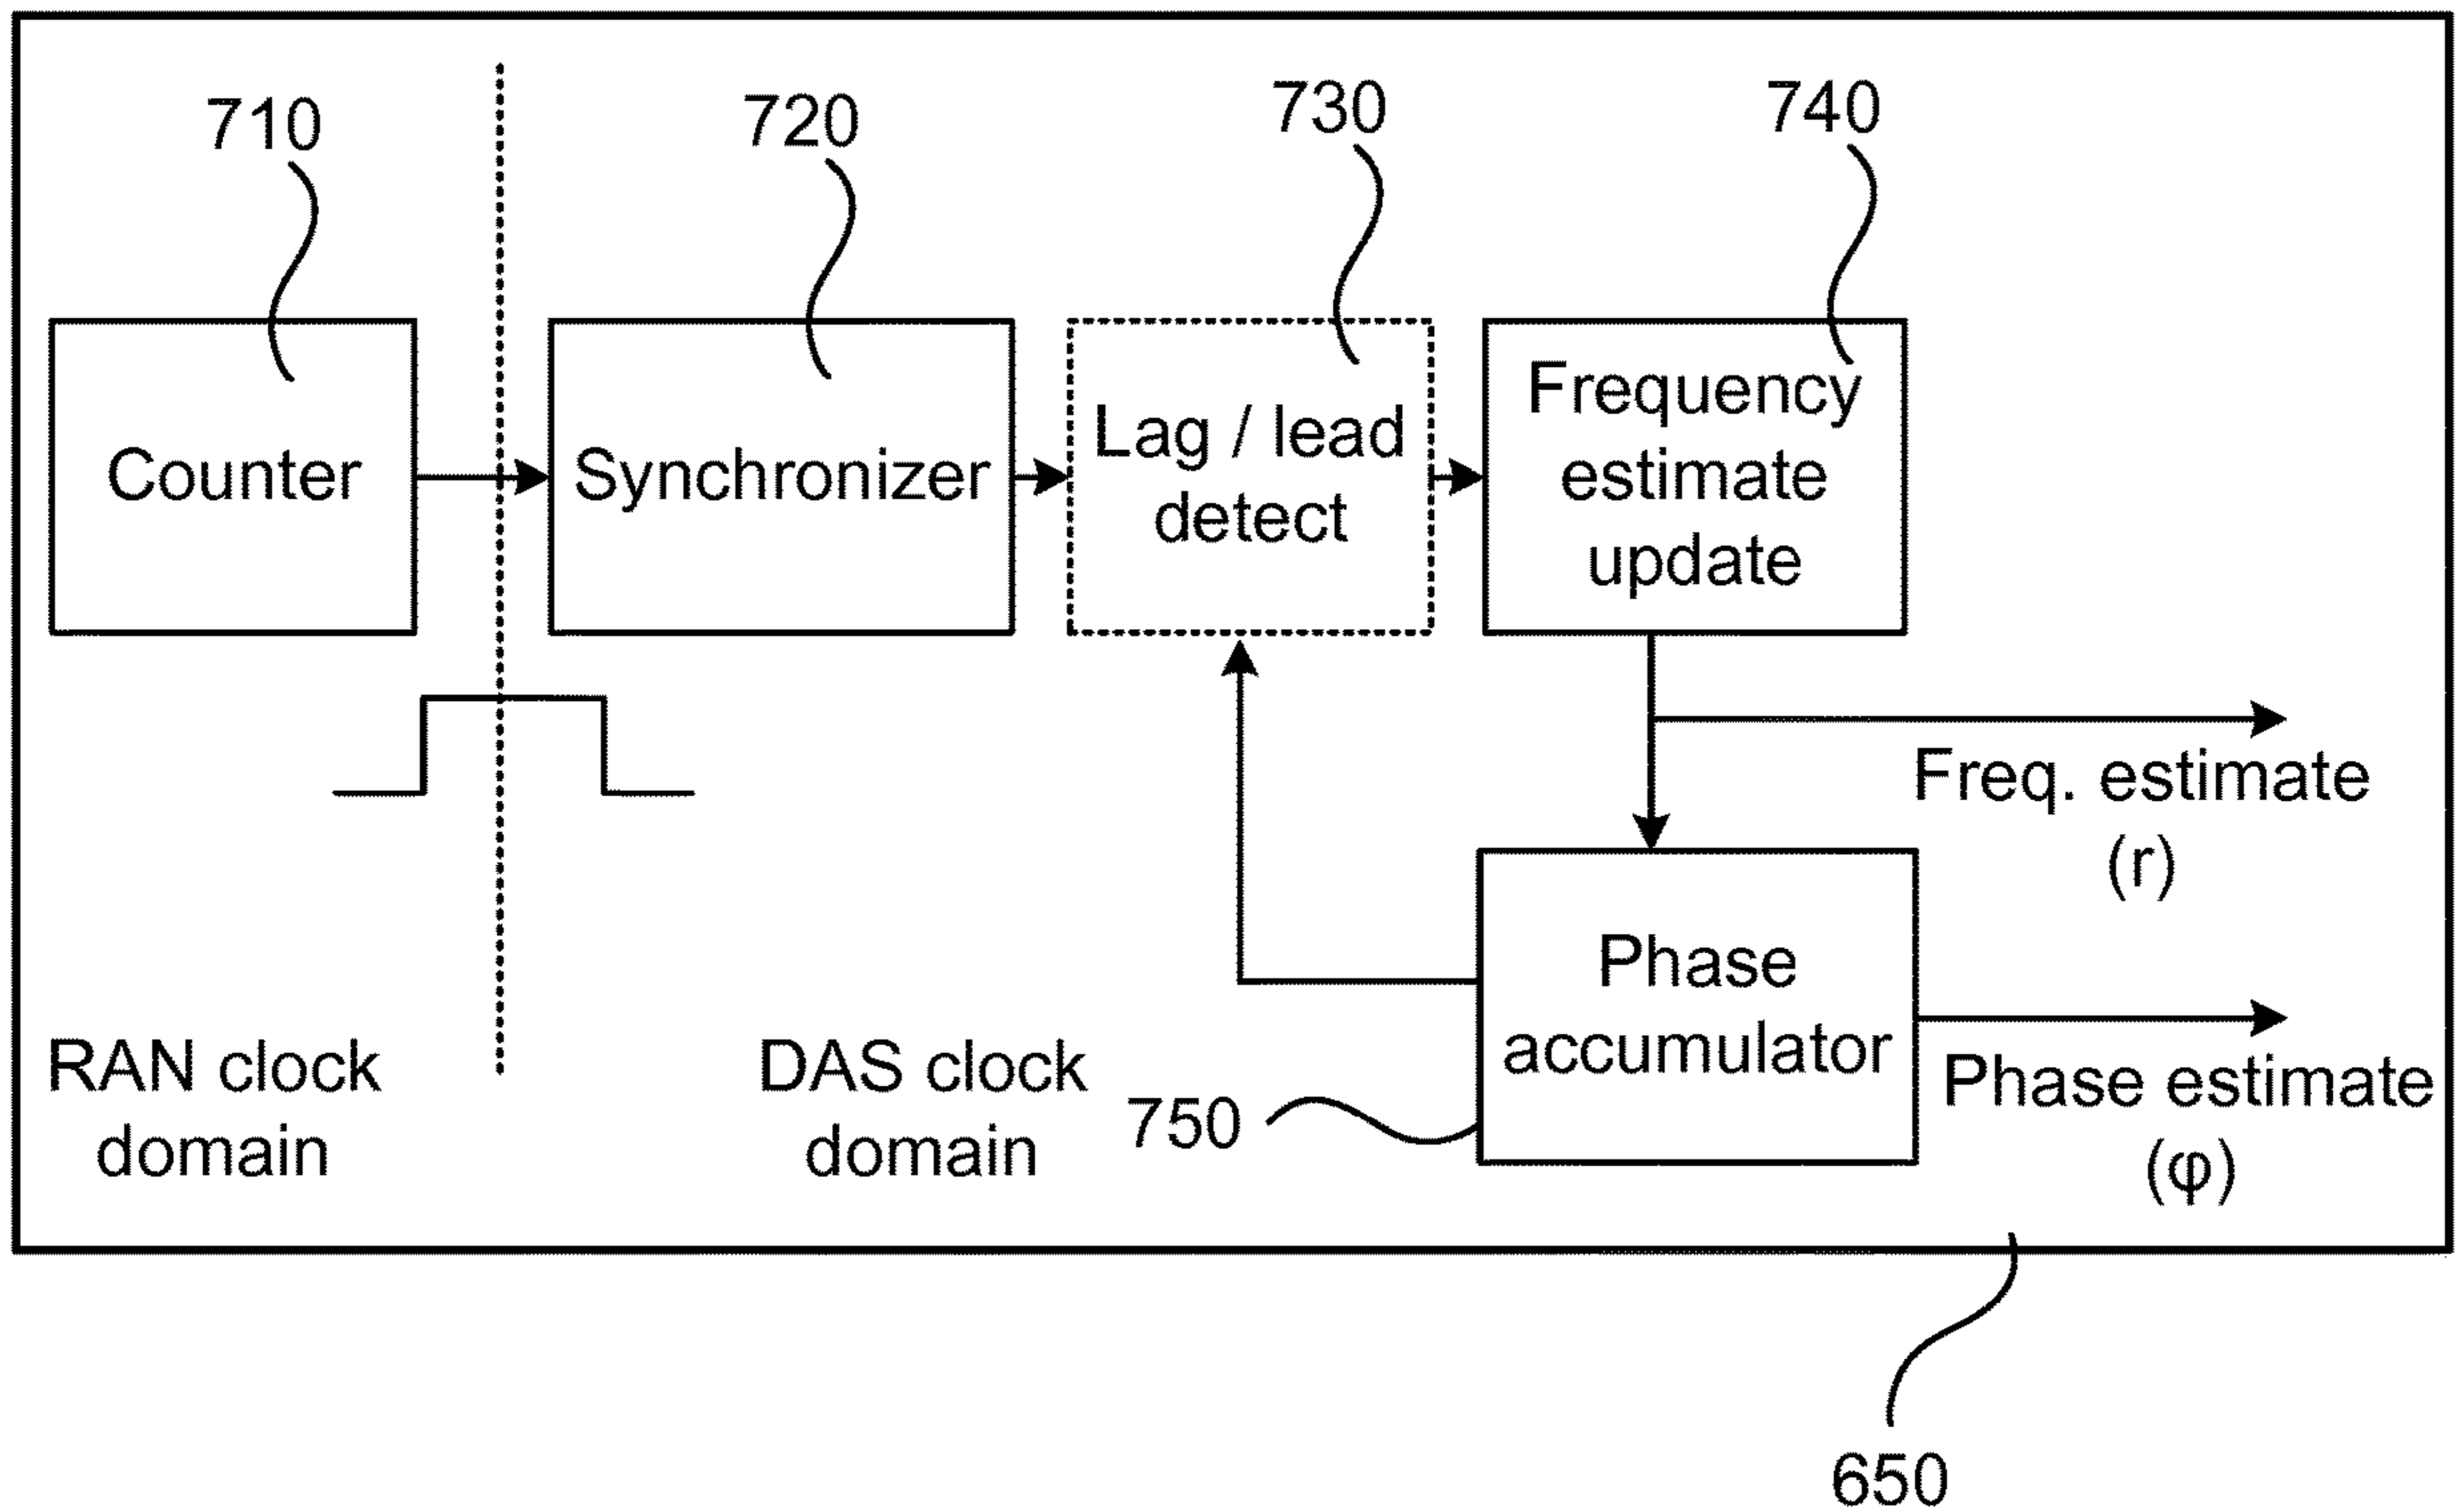 710
720
730
740
Counter
Synchronizer
Lag / lead
detect
Frequency
estimate
update
Freq. estimate
(r)
Phase
accumulator
Phase estimate
(φ)
RAN clock
domain
DAS clock
domain
750
650